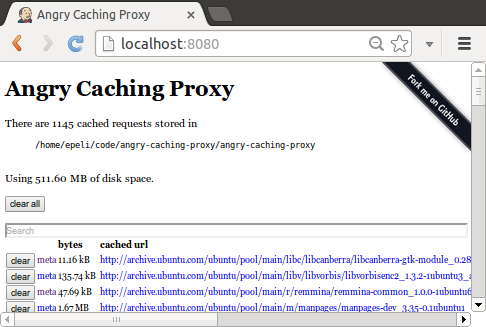 Angry Caching Proxy
localhost:8080
Fork me on GitHub
Angry Caching Proxy
There are 1145 cached requests stored in
/home/epeli/code/angry-caching-proxy/angry-caching-proxy
Using 511.60 MB of disk space.
clear all
Search
bytes cached url
clear meta 11.16 kB http://archive.ubuntu.com/ubuntu/pool/main/libc/libcanberra/libcanberra-gtk-module_0.28
clear meta 135.74 kB http://archive.ubuntu.com/ubuntu/pool/main/libv/libvorbis/libvorbisenc2_1.3.2-1ubuntu3_a
clear meta 47.69 kB http://archive.ubuntu.com/ubuntu/pool/main/r/remmina/remmina-common_1.0.0-1ubuntu6
clear meta 1.67 MB http://archive.ubuntu.com/ubuntu/pool/main/m/manpages/manpages-dev_3.35-0.1ubuntu1